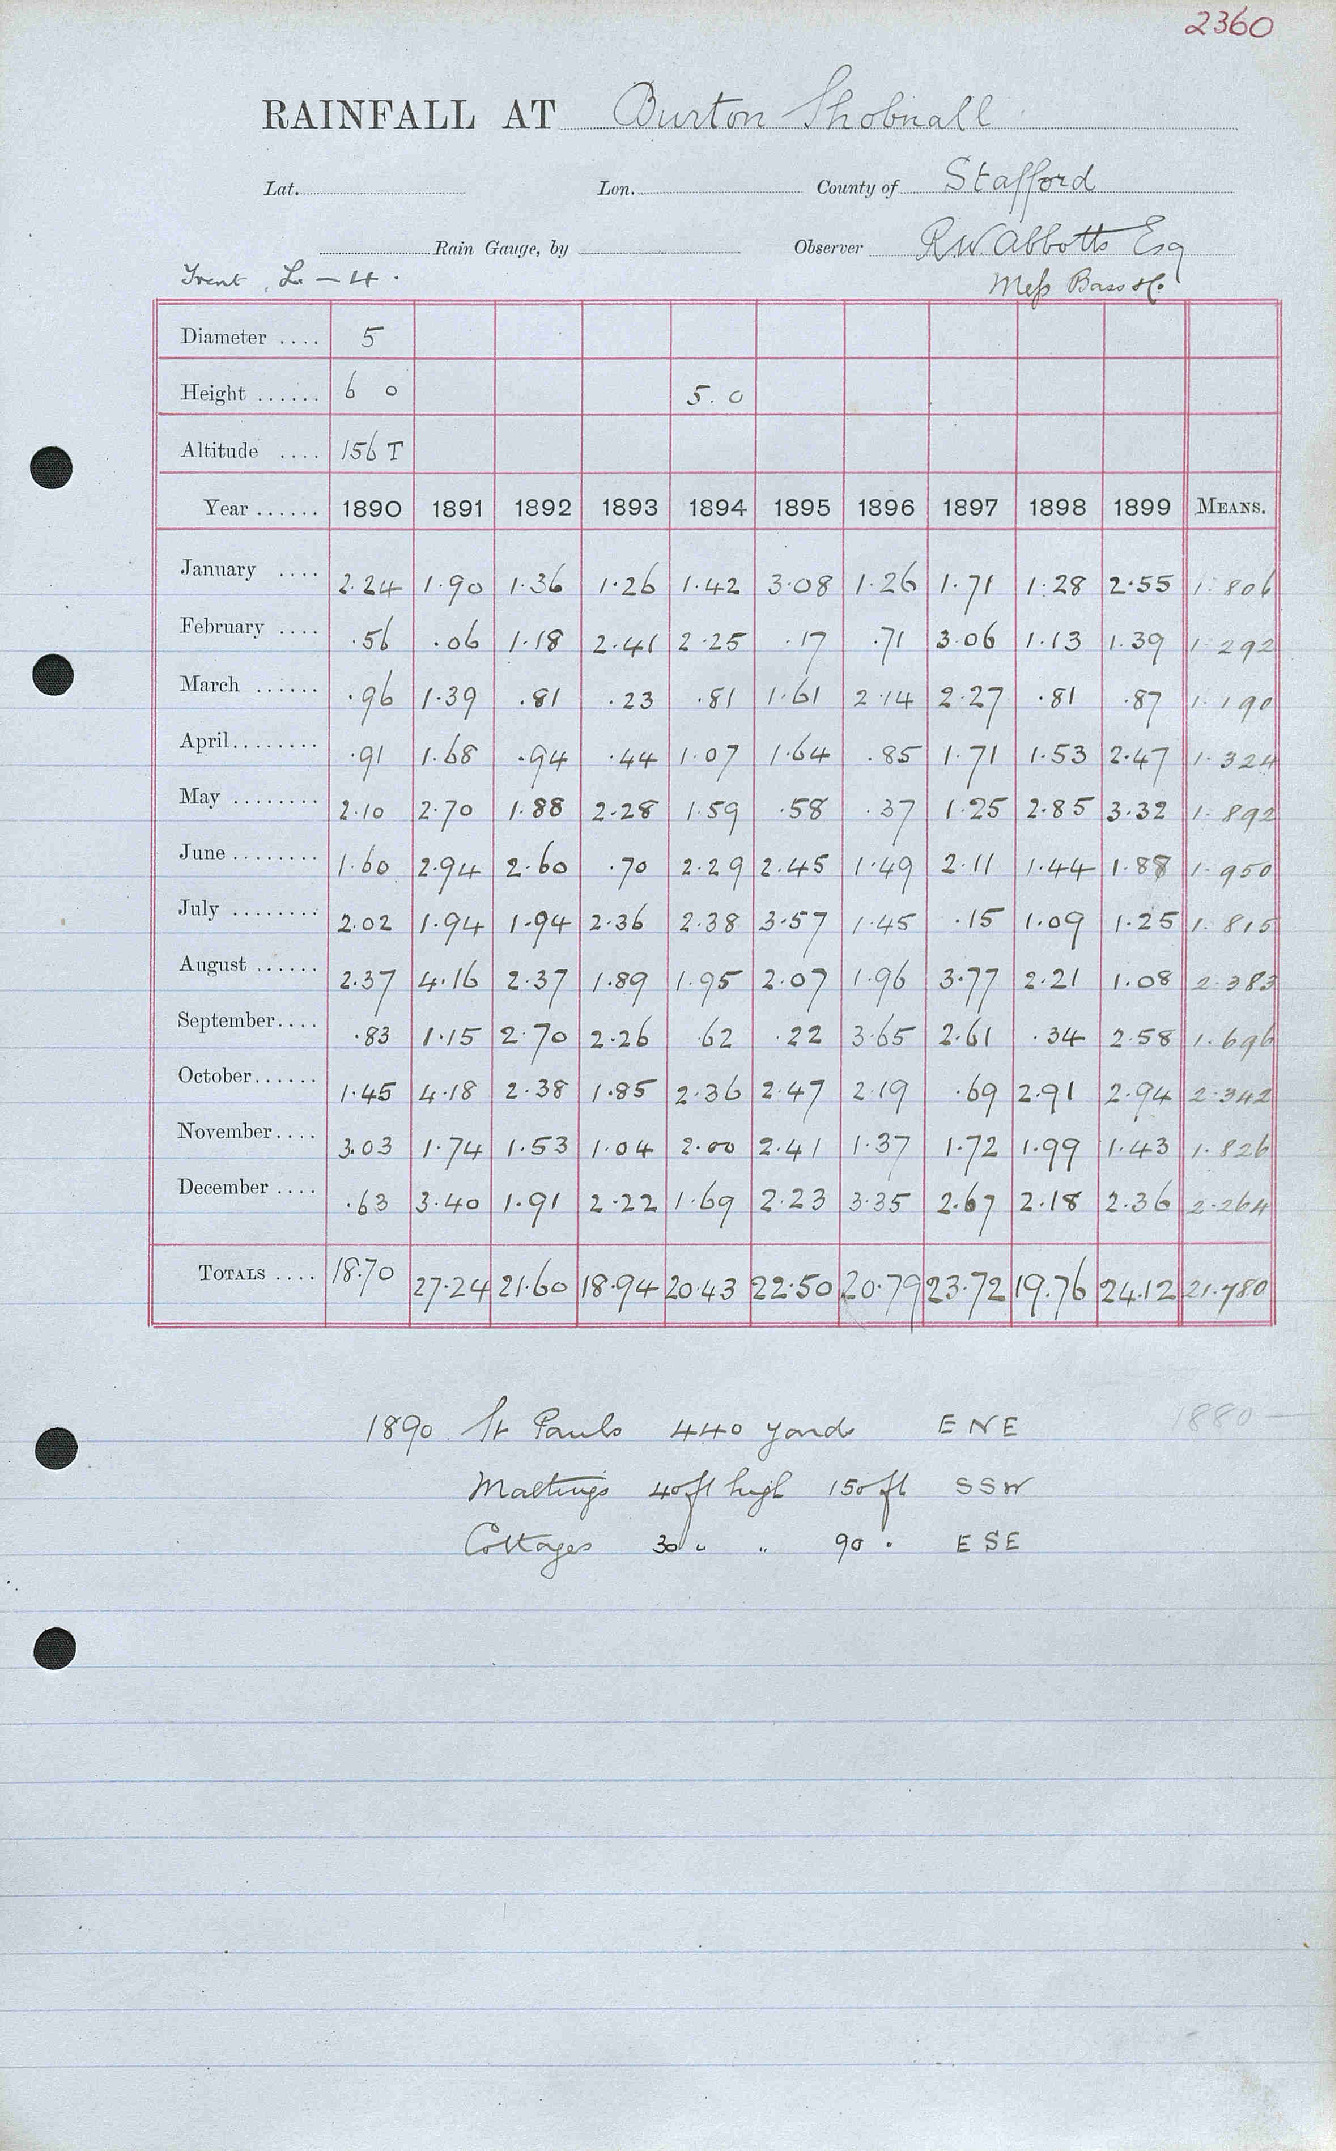 2360
RAINFALL AT Burton Shobnall
Lat. Lon. County of Stafford
Rain Gauge, by Observer R W Abbotts Esq
Trent L - 4. Mess Bass & Co.
Diameter .... 5
Height ...... 6 0 5.0
Altitude .... 156 T
Year ...... 1890 1891 1892 1893 1894 1895 1896 1897 1898 1899 MEANS.
January .... 2.24 1.90 1.36 1.26 1.42 3.08 1.26 1.71 1.28 2.55 1.806
February .... .56 .06 1.18 2.41 2.25 .17 .71 3.06 1.13 1.39 1.292
March ...... .96 1.39 .81 .23 .81 1.61 2.14 2.27 .81 .87 1.190
April........ .91 1.68 .94 .44 1.07 1.64 .85 1.71 1.53 2.47 1.324
May ........ 2.10 2.70 1.88 2.28 1.59 .58 .37 1.25 2.85 3.32 1.892
June ........ 1.60 2.94 2.60 .70 2.29 2.45 1.49 2.11 1.44 1.88 1.950
July ........ 2.02 1.94 1.94 2.36 2.38 3.57 1.45 .15 1.09 1.25 1.815
August ...... 2.37 4.16 2.37 1.89 1.95 2.07 1.96 3.77 2.21 1.08 2.383
September.... .83 1.15 2.70 2.26 .62 .22 3.65 2.61 .34 2.58 1.696
October...... 1.45 4.18 2.38 1.85 2.36 2.47 2.19 .69 2.91 2.94 2.342
November.... 3.03 1.74 1.53 1.04 2.00 2.41 1.37 1.72 1.99 1.43 1.826
December .... .63 3.40 1.91 2.22 1.69 2.23 3.35 2.67 2.18 2.36 2.264
TOTALS .... 18.70 27.24 21.60 18.94 20.43 22.50 20.79 23.72 19.76 24.12 21.780
1890 St Pauls 440 yards ENE 1880 —
Maltings 40 ft high 150 ft SSW
Cottages 30 " " 90 " ESE